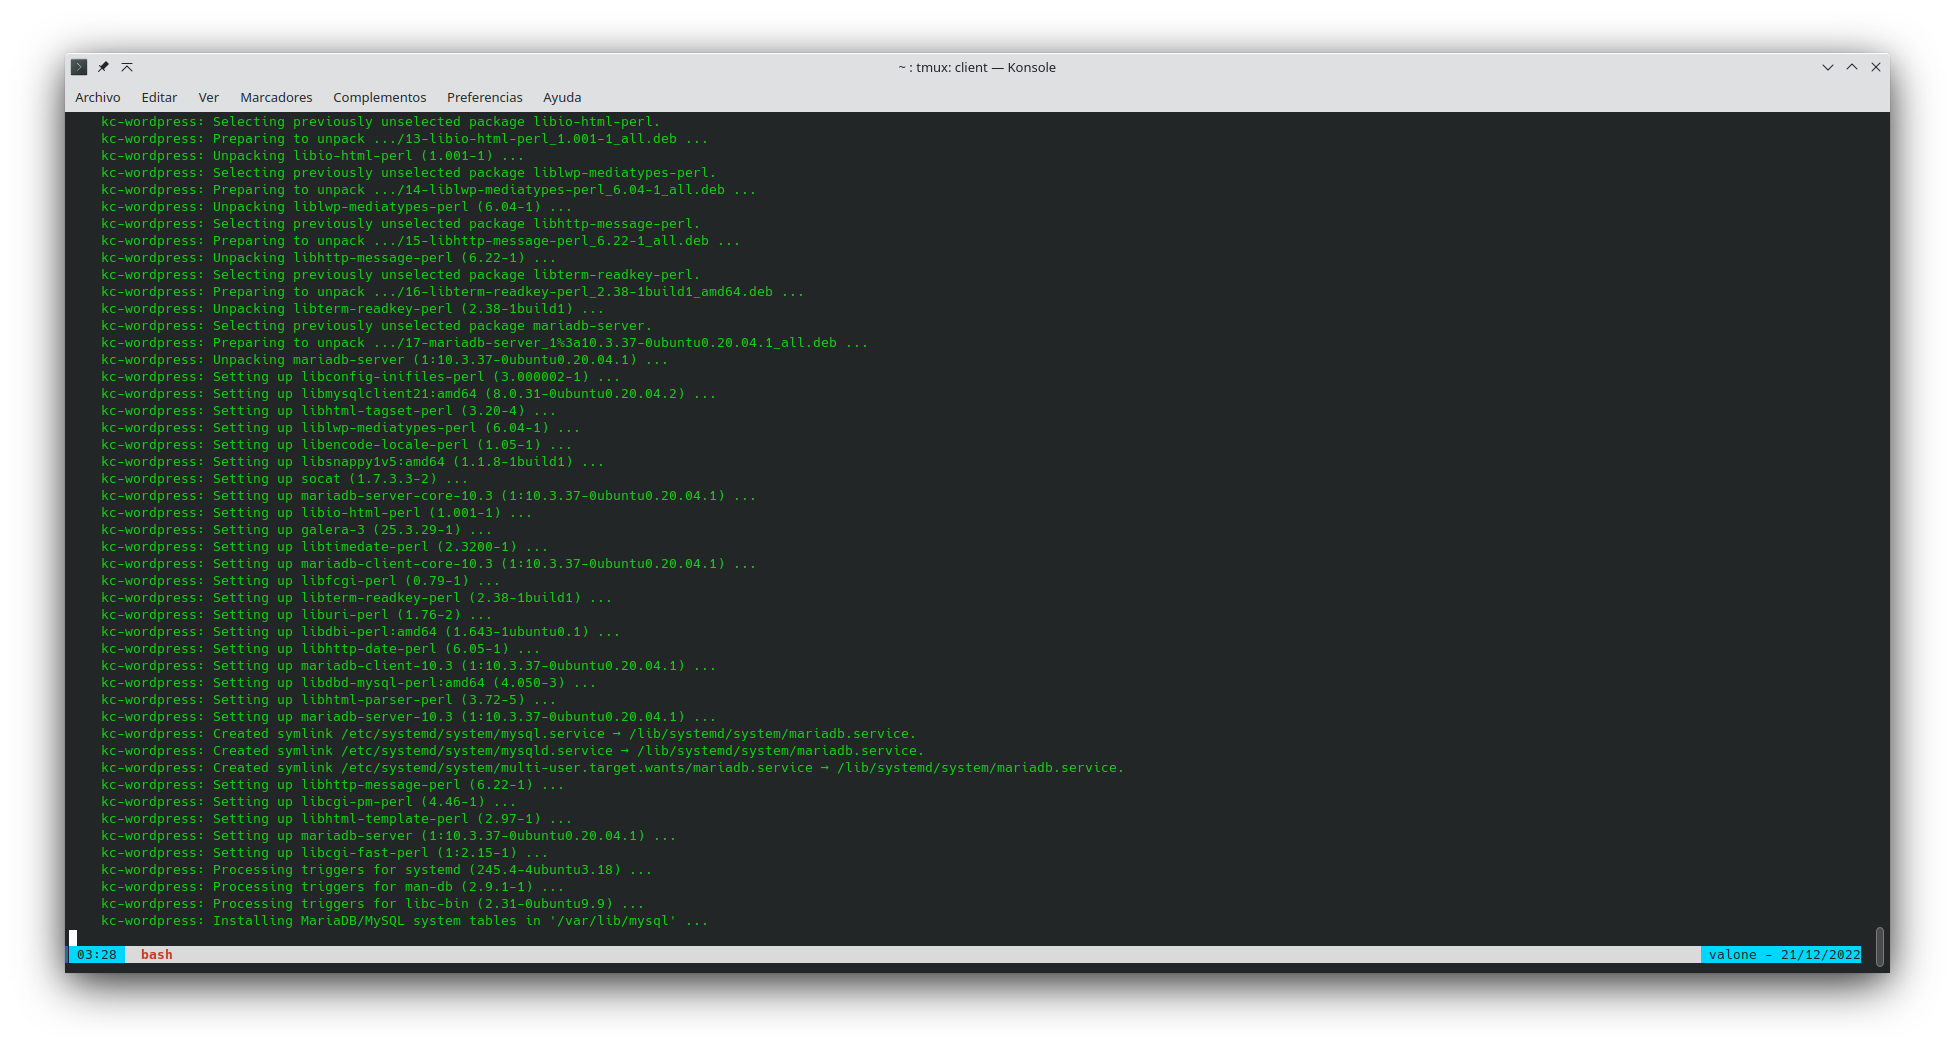 ~ : tmux: client — Konsole
Archivo Editar Ver Marcadores Complementos Preferencias Ayuda
kc-wordpress: Selecting previously unselected package libio-html-perl.
kc-wordpress: Preparing to unpack .../13-libio-html-perl_1.001-1_all.deb ...
kc-wordpress: Unpacking libio-html-perl (1.001-1) ...
kc-wordpress: Selecting previously unselected package liblwp-mediatypes-perl.
kc-wordpress: Preparing to unpack .../14-liblwp-mediatypes-perl_6.04-1_all.deb ...
kc-wordpress: Unpacking liblwp-mediatypes-perl (6.04-1) ...
kc-wordpress: Selecting previously unselected package libhttp-message-perl.
kc-wordpress: Preparing to unpack .../15-libhttp-message-perl_6.22-1_all.deb ...
kc-wordpress: Unpacking libhttp-message-perl (6.22-1) ...
kc-wordpress: Selecting previously unselected package libterm-readkey-perl.
kc-wordpress: Preparing to unpack .../16-libterm-readkey-perl_2.38-1build1_amd64.deb ...
kc-wordpress: Unpacking libterm-readkey-perl (2.38-1build1) ...
kc-wordpress: Selecting previously unselected package mariadb-server.
kc-wordpress: Preparing to unpack .../17-mariadb-server_1%3a10.3.37-0ubuntu0.20.04.1_all.deb ...
kc-wordpress: Unpacking mariadb-server (1:10.3.37-0ubuntu0.20.04.1) ...
kc-wordpress: Setting up libconfig-inifiles-perl (3.000002-1) ...
kc-wordpress: Setting up libmysqlclient21:amd64 (8.0.31-0ubuntu0.20.04.2) ...
kc-wordpress: Setting up libhtml-tagset-perl (3.20-4) ...
kc-wordpress: Setting up liblwp-mediatypes-perl (6.04-1) ...
kc-wordpress: Setting up libencode-locale-perl (1.05-1) ...
kc-wordpress: Setting up libsnappy1v5:amd64 (1.1.8-1build1) ...
kc-wordpress: Setting up socat (1.7.3.3-2) ...
kc-wordpress: Setting up mariadb-server-core-10.3 (1:10.3.37-0ubuntu0.20.04.1) ...
kc-wordpress: Setting up libio-html-perl (1.001-1) ...
kc-wordpress: Setting up galera-3 (25.3.29-1) ...
kc-wordpress: Setting up libtimedate-perl (2.3200-1) ...
kc-wordpress: Setting up mariadb-client-core-10.3 (1:10.3.37-0ubuntu0.20.04.1) ...
kc-wordpress: Setting up libfcgi-perl (0.79-1) ...
kc-wordpress: Setting up libterm-readkey-perl (2.38-1build1) ...
kc-wordpress: Setting up liburi-perl (1.76-2) ...
kc-wordpress: Setting up libdbi-perl:amd64 (1.643-1ubuntu0.1) ...
kc-wordpress: Setting up libhttp-date-perl (6.05-1) ...
kc-wordpress: Setting up mariadb-client-10.3 (1:10.3.37-0ubuntu0.20.04.1) ...
kc-wordpress: Setting up libdbd-mysql-perl:amd64 (4.050-3) ...
kc-wordpress: Setting up libhtml-parser-perl (3.72-5) ...
kc-wordpress: Setting up mariadb-server-10.3 (1:10.3.37-0ubuntu0.20.04.1) ...
kc-wordpress: Created symlink /etc/systemd/system/mysql.service → /lib/systemd/system/mariadb.service.
kc-wordpress: Created symlink /etc/systemd/system/mysqld.service → /lib/systemd/system/mariadb.service.
kc-wordpress: Created symlink /etc/systemd/system/multi-user.target.wants/mariadb.service → /lib/systemd/system/mariadb.service.
kc-wordpress: Setting up libhttp-message-perl (6.22-1) ...
kc-wordpress: Setting up libcgi-pm-perl (4.46-1) ...
kc-wordpress: Setting up libhtml-template-perl (2.97-1) ...
kc-wordpress: Setting up mariadb-server (1:10.3.37-0ubuntu0.20.04.1) ...
kc-wordpress: Setting up libcgi-fast-perl (1:2.15-1) ...
kc-wordpress: Processing triggers for systemd (245.4-4ubuntu3.18) ...
kc-wordpress: Processing triggers for man-db (2.9.1-1) ...
kc-wordpress: Processing triggers for libc-bin (2.31-0ubuntu9.9) ...
kc-wordpress: Installing MariaDB/MySQL system tables in '/var/lib/mysql' ...
03:28 bash valone - 21/12/2022